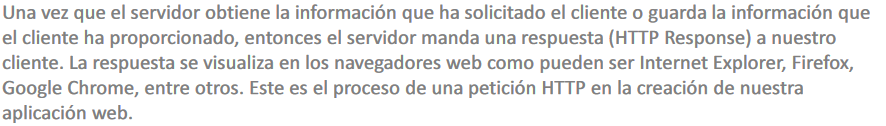 Una vez que el servidor obtiene la información que ha solicitado el cliente o guarda la información que
el cliente ha proporcionado, entonces el servidor manda una respuesta (HTTP Response) a nuestro
cliente. La respuesta se visualiza en los navegadores web como pueden ser Internet Explorer, Firefox,
Google Chrome, entre otros. Este es el proceso de una petición HTTP en la creación de nuestra
aplicación web.